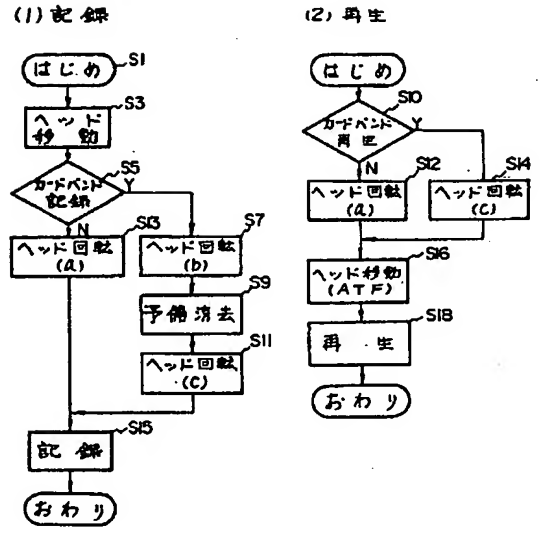 (1) 記録
はじめ
S1
ヘッド
移動
S3
カードバンド
記録
S5
Y
N
ヘッド回転
(a)
S13
ヘッド回転
(b)
S7
予備消去
S9
ヘッド回転
(c)
S11
記録
S15
おわり
(2) 再生
はじめ
カードバンド
再生
S10
Y
N
ヘッド回転
(a)
S12
ヘッド回転
(c)
S14
ヘッド移動
(ATF)
S16
再生
S18
おわり